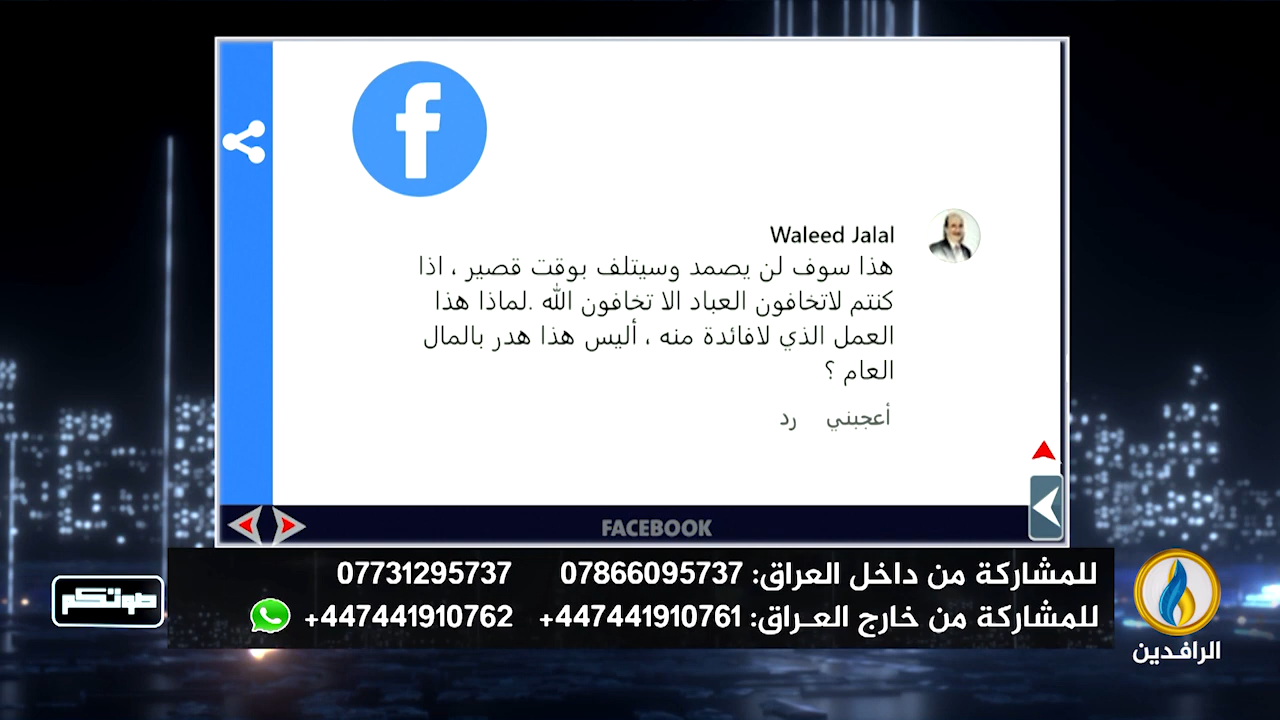 Waleed Jalal
هذا سوف لن يصمد وسيتلف بوقت قصير ، اذا
كنتم لاتخافون العباد الا تخافون الله .لماذا هذا
العمل الذي لافائدة منه ، أليس هذا هدر بالمال
العام ؟
أعجبني رد
FACEBOOK
للمشاركة من داخل العراق: 07866095737 07731295737
للمشاركة من خارج العـراق: 447441910761+ 447441910762+
صوتكم
الرافدين